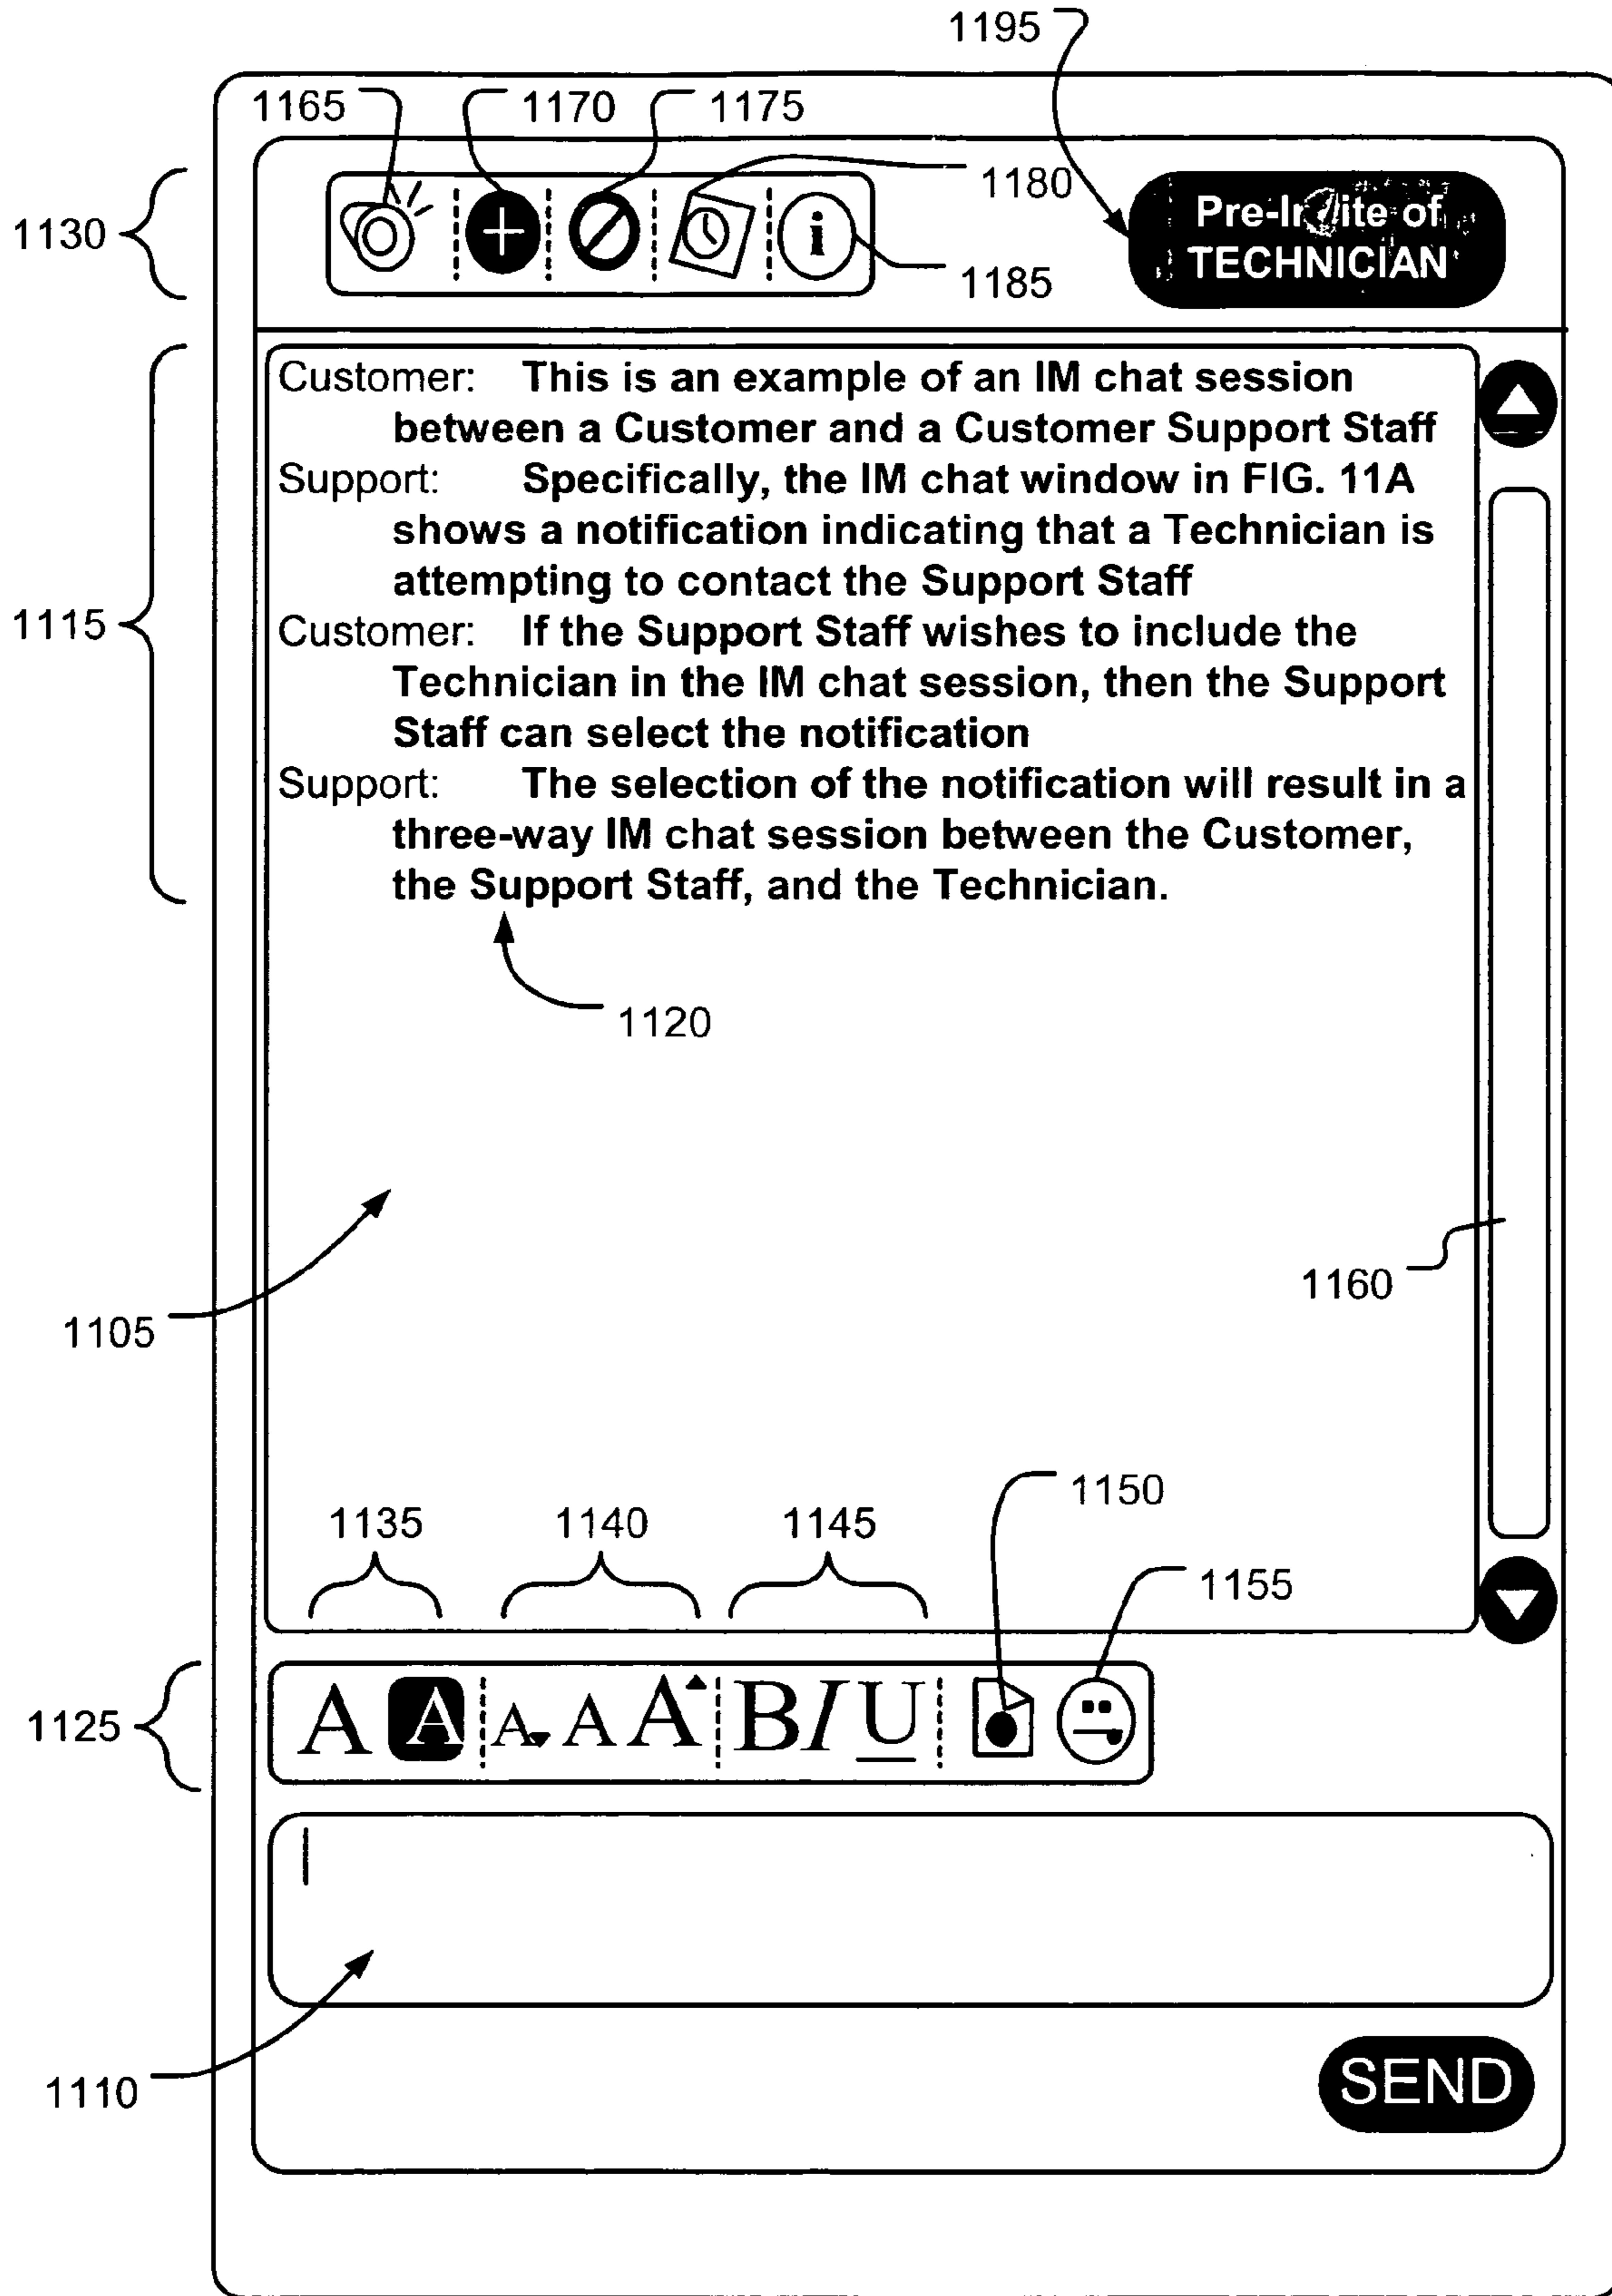 1195
1165
1170
1175
1180
1130
Pre- of
TECHNICIAN
i
1185
Customer: This is an example of an IM chat session
between a Customer and a Customer Support Staff
Support: Specifically, the IM chat window in FIG. 11A
shows a notification indicating that a Technician is
attempting to contact the Support Staff
1115
Customer: If the Support Staff wishes to include the
Technician in the IM chat session, then the Support
Staff can select the notification
Support: The selection of the notification will result in a
three-way IM chat session between the Customer,
the Support Staff, and the Technician.
1120
1160
1105
1150
1135
1140
1145
1155
1125
A A A A A B I U
1110
SEND